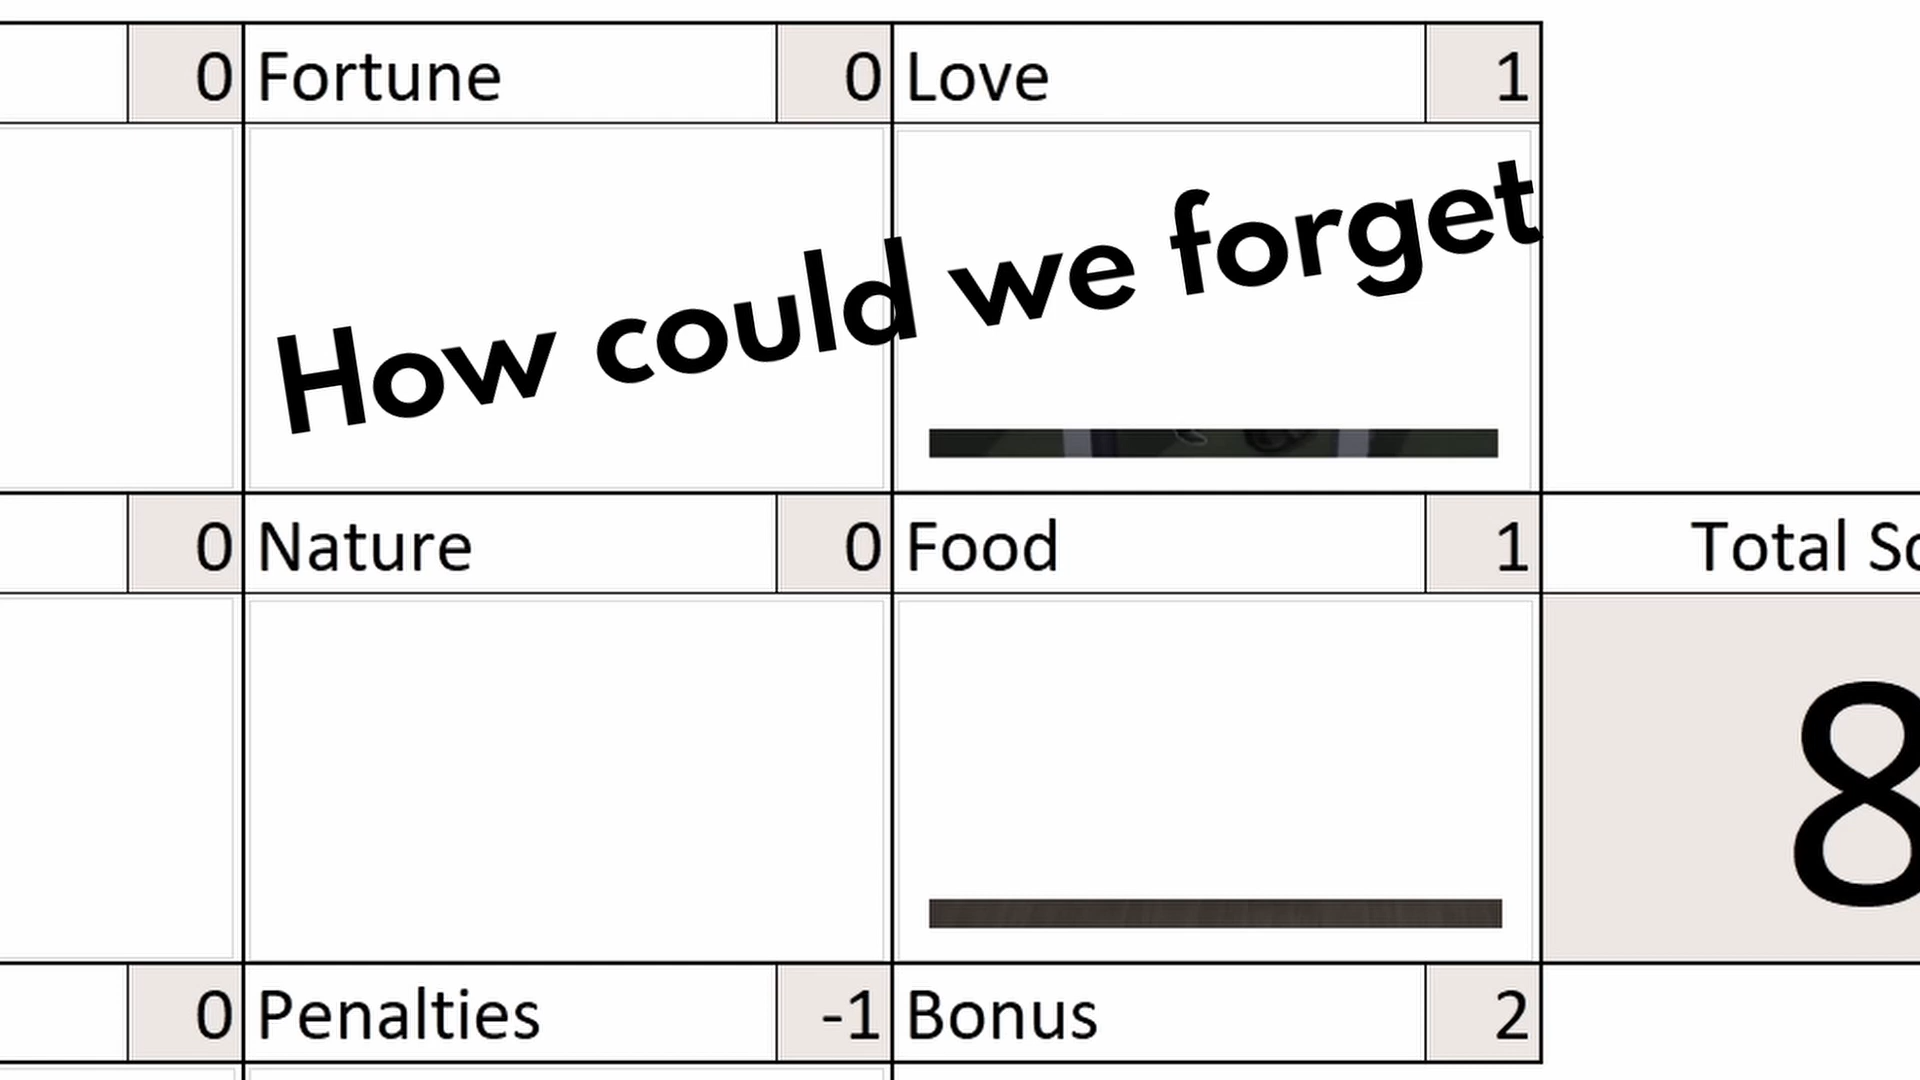 0 Fortune 0 Love 1
How could we forget
0 Nature 0 Food 1 Total Sc
8
0 Penalties -1 Bonus 2